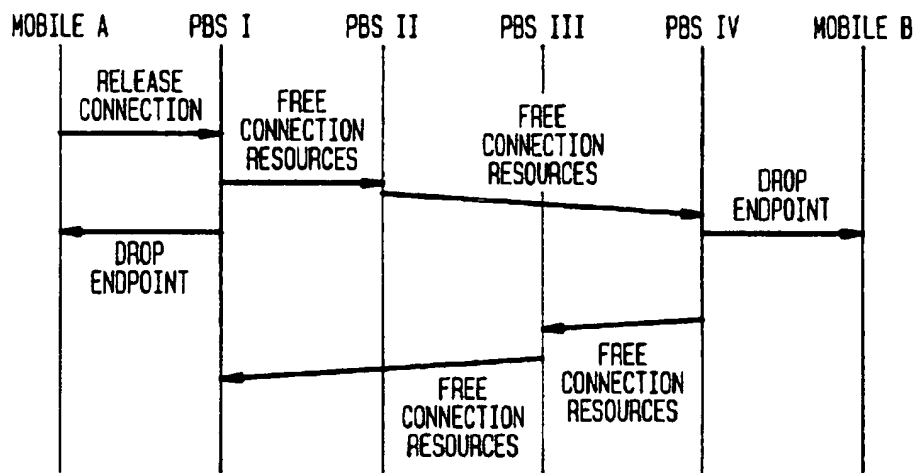 MOBILE A PBS I PBS II PBS III PBS IV MOBILE B
RELEASE
CONNECTION
FREE
CONNECTION
RESOURCES
FREE
CONNECTION
RESOURCES
DROP
ENDPOINT
DROP
ENDPOINT
FREE
CONNECTION
RESOURCES
FREE
CONNECTION
RESOURCES